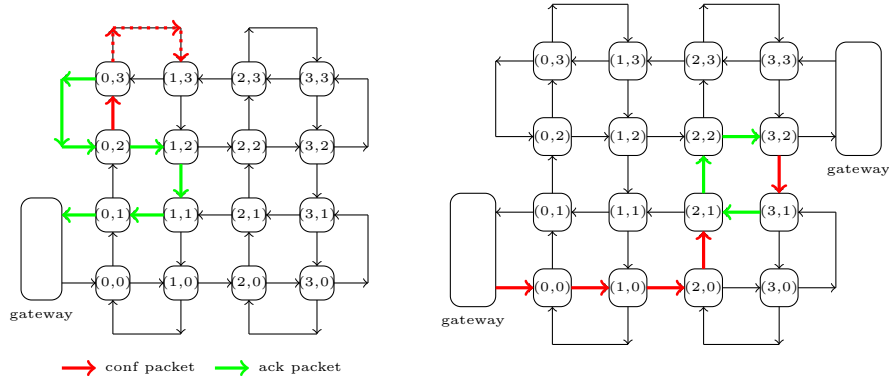 (0,3) (1,3) (2,3) (3,3)
(0,2) (1,2) (2,2) (3,2)
(0,1) (1,1) (2,1) (3,1)
(0,0) (1,0) (2,0) (3,0)
gateway
conf packet ack packet
(0,3) (1,3) (2,3) (3,3)
(0,2) (1,2) (2,2) (3,2)
gateway
(0,1) (1,1) (2,1) (3,1)
(0,0) (1,0) (2,0) (3,0)
gateway